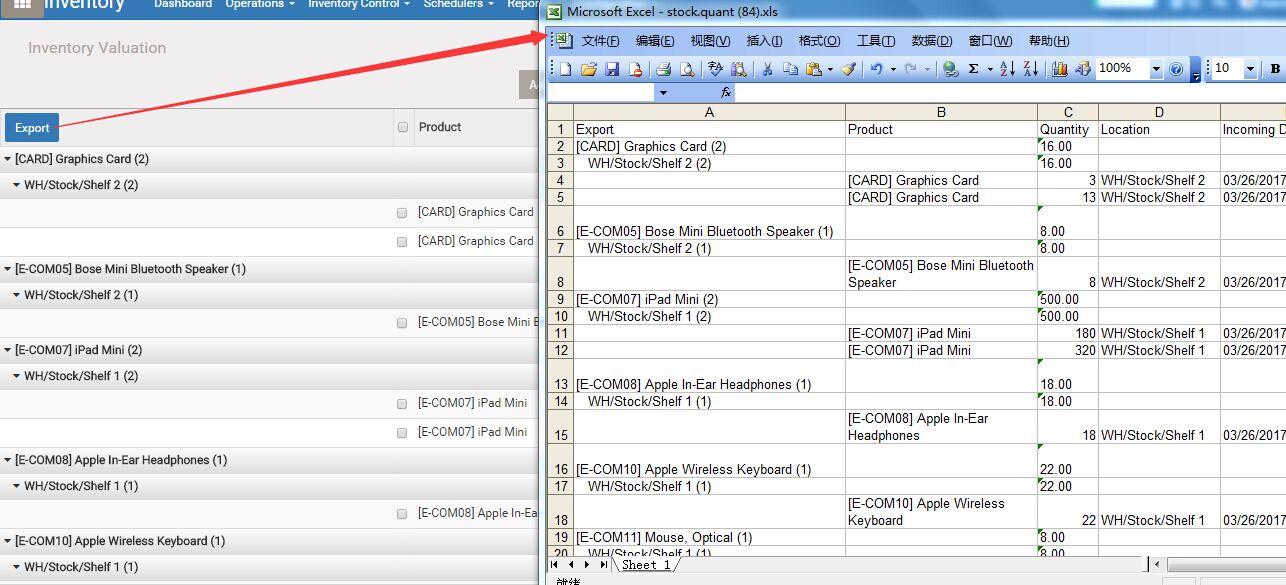 Inventory
Dashboard Operations Inventory Control Schedulers
Inventory Valuation
Export
Product
[CARD] Graphics Card (2)
WH/Stock/Shelf 2 (2)
[CARD] Graphics Card
[CARD] Graphics Card
[E-COM05] Bose Mini Bluetooth Speaker (1)
WH/Stock/Shelf 2 (1)
[E-COM05] Bose Mini
[E-COM07] iPad Mini (2)
WH/Stock/Shelf 1 (2)
[E-COM07] iPad Mini
[E-COM07] iPad Mini
[E-COM08] Apple In-Ear Headphones (1)
WH/Stock/Shelf 1 (1)
[E-COM08] Apple In-Ea
[E-COM10] Apple Wireless Keyboard (1)
WH/Stock/Shelf 1 (1)
Microsoft Excel - stock.quant (84).xls
文件(F) 编辑(E) 视图(V) 插入(I) 格式(O) 工具(T) 数据(D) 窗口(W) 帮助(H)
100% 10 B
fx
A B C D
1 Export Product Quantity Location Incoming D
2 [CARD] Graphics Card (2) 16.00
3 WH/Stock/Shelf 2 (2) 16.00
4 [CARD] Graphics Card 3 WH/Stock/Shelf 2 03/26/2017
5 [CARD] Graphics Card 13 WH/Stock/Shelf 2 03/26/2017
6 [E-COM05] Bose Mini Bluetooth Speaker (1) 8.00
7 WH/Stock/Shelf 2 (1) 8.00
[E-COM05] Bose Mini Bluetooth
8 Speaker 8 WH/Stock/Shelf 2 03/26/2017
9 [E-COM07] iPad Mini (2) 500.00
10 WH/Stock/Shelf 1 (2) 500.00
11 [E-COM07] iPad Mini 180 WH/Stock/Shelf 1 03/26/2017
12 [E-COM07] iPad Mini 320 WH/Stock/Shelf 1 03/26/2017
13 [E-COM08] Apple In-Ear Headphones (1) 18.00
14 WH/Stock/Shelf 1 (1) 18.00
[E-COM08] Apple In-Ear
15 Headphones 18 WH/Stock/Shelf 1 03/26/2017
16 [E-COM10] Apple Wireless Keyboard (1) 22.00
17 WH/Stock/Shelf 1 (1) 22.00
[E-COM10] Apple Wireless
18 Keyboard 22 WH/Stock/Shelf 1 03/26/2017
19 [E-COM11] Mouse, Optical (1) 8.00
20 WH/Stock/Shelf 1 (1) 8.00
Sheet 1
就绪